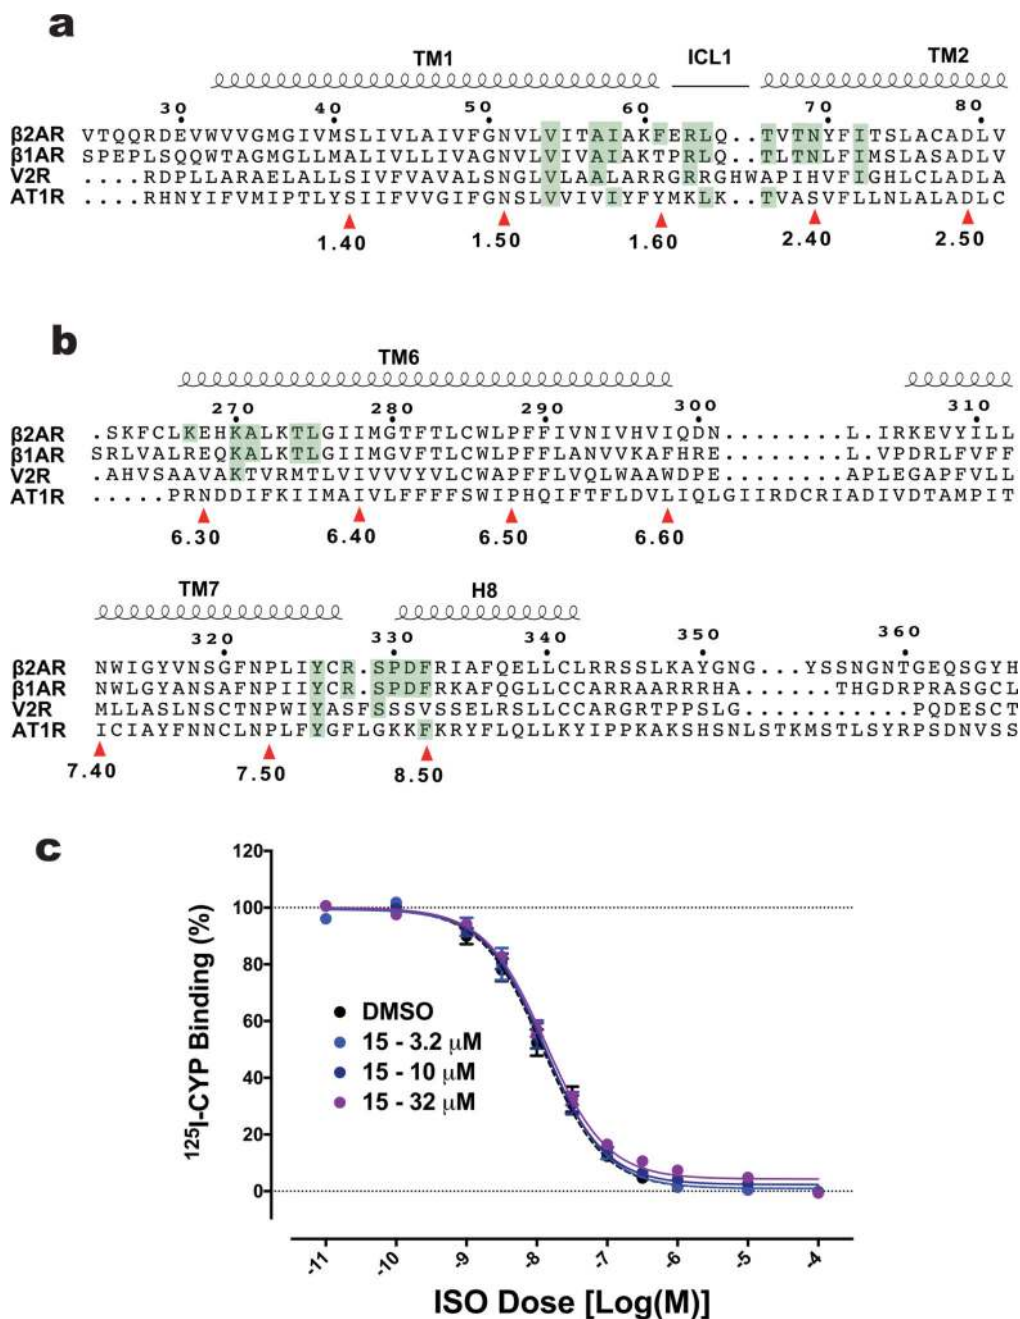 a
TM1 ICL1 TM2
30 40 50 60 70 80
β2AR VTQQRDEVWVVGMGIVMSLIVLAIVFGNVLVITAIAKFERLQ..TVTNYFITSLACADLV
β1AR SPEPLSQQWTAGMGLLMALIVLLIVAGNVLVIVAIAKTPRLQ..TLTNLFIMSLASADLV
V2R ....RDPLLARAELALLSIVFVAVALSNGLVLAALARRGRRGHWAPIHVFIGHLCLADLA
AT1R ....RHNYIFVMIPTLYSIIFVVGIFGNSLVVIVIYFYMKLK..TVASVFLLNLALADLC
1.40 1.50 1.60 2.40 2.50
b
TM6
270 280 290 300 310
β2AR .SKFCLKEHKALKTLGIIMGTFTLCWLPFFIVNIVHVIQDN........L.IRKEVYILL
β1AR SRLVALREQKALKTLGIIMGVFTLCWLPFFLANVVKAFHRE........L.VPDRLFVFF
V2R AHVSAAVAKTVRMTLVIVVVYVLCWAPFFLVQLWAAWDPE........APLEGAPFVLL
AT1R .....PRNDDIFKIIMAIVLFFFFSWIPHQIFTFLDVLIQLGIIRDCRIADIVDTAMPIT
6.30 6.40 6.50 6.60
TM7 H8
320 330 340 350 360
β2AR NWIGYVNSGFNPLIYCR.SPDFRIAFQELLCLRRSSLKAYGNG...YSSNGNTGEQSGYH
β1AR NWLGYANSAFNPIIYCR.SPDFRKAFQGLLCCARRAARRRHA........THGDRPRASGCL
V2R MLLASLNSCTNPWIYASFSSSVSSELRSLLCCARGRTPPSLG..........PQDESCT
AT1R ICIAYFNNCLNPLFYGFLGKKFKRYFLQLLKYIPPKAKSHSNLSTKMSTLSYRPSDNVSS
7.40 7.50 8.50
c
120
100
80
60
40
20
0
¹²⁵I-CYP Binding (%)
DMSO
15 - 3.2 μM
15 - 10 μM
15 - 32 μM
-11 -10 -9 -8 -7 -6 -5 -4
ISO Dose [Log(M)]